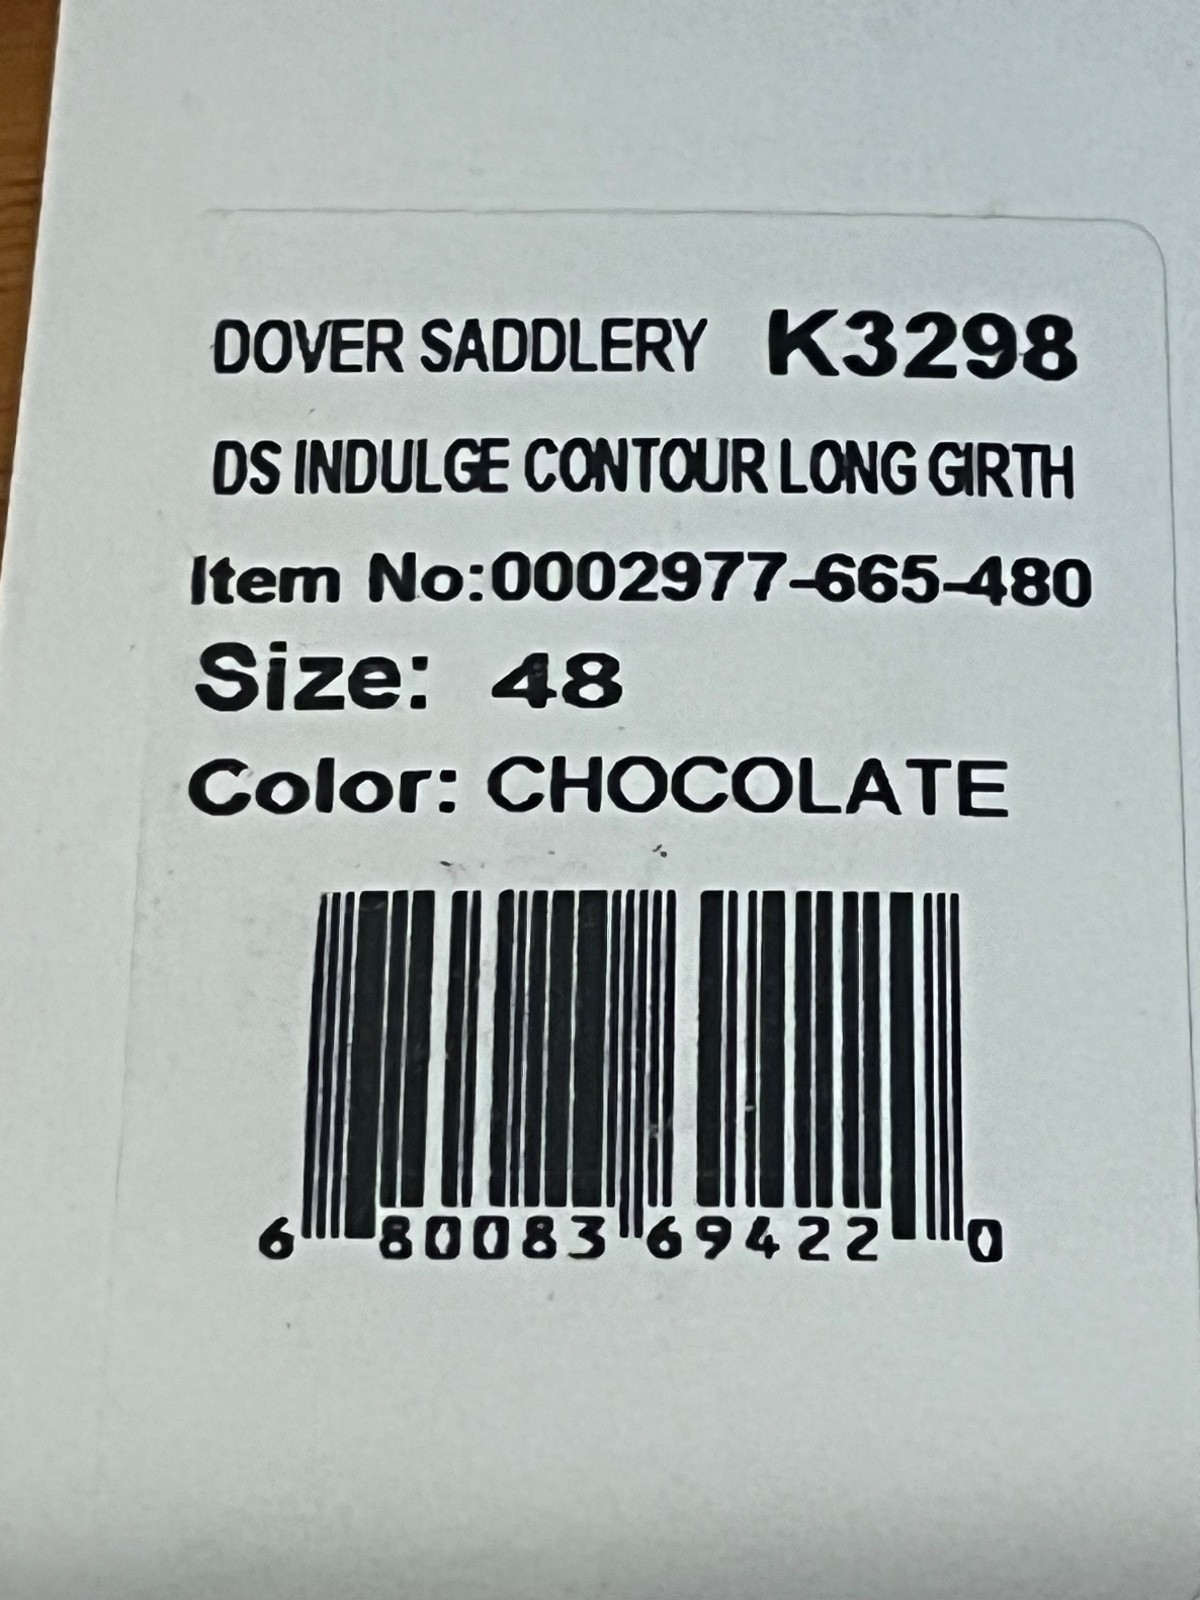 DOVER SADDLERY K3298
DS INDULGE CONTOUR LONG GIRTH
Item No:0002977-665-480
Size: 48
Color: CHOCOLATE
6 80083 69422 0